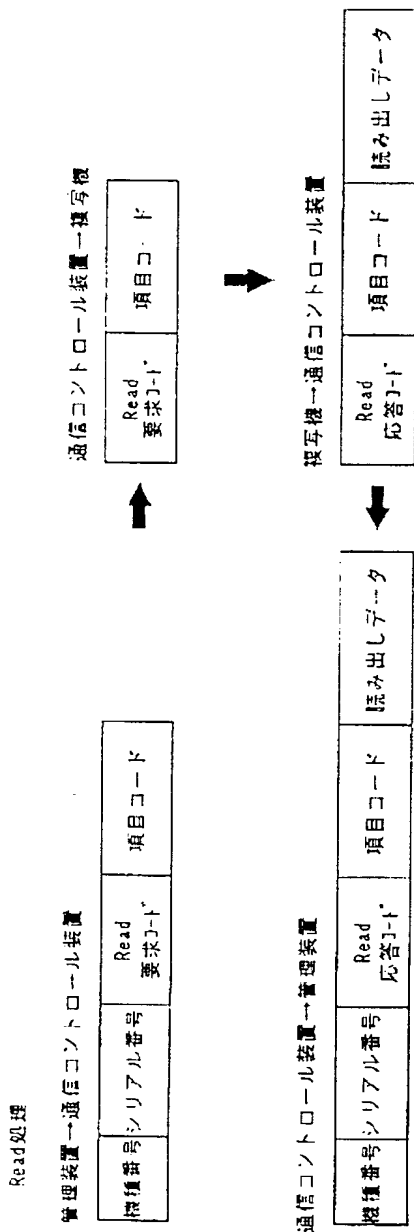 Read処理
管理装置→通信コントロール装置
機種番号 シリアル番号 Read 項目コード
要求コード
通信コントロール装置→複写機
Read 項目コード
要求コード
複写機→通信コントロール装置
Read 項目コード 読み出しデータ
応答コード
通信コントロール装置→管理装置
機種番号 シリアル番号 Read 項目コード 読み出しデータ
応答コード